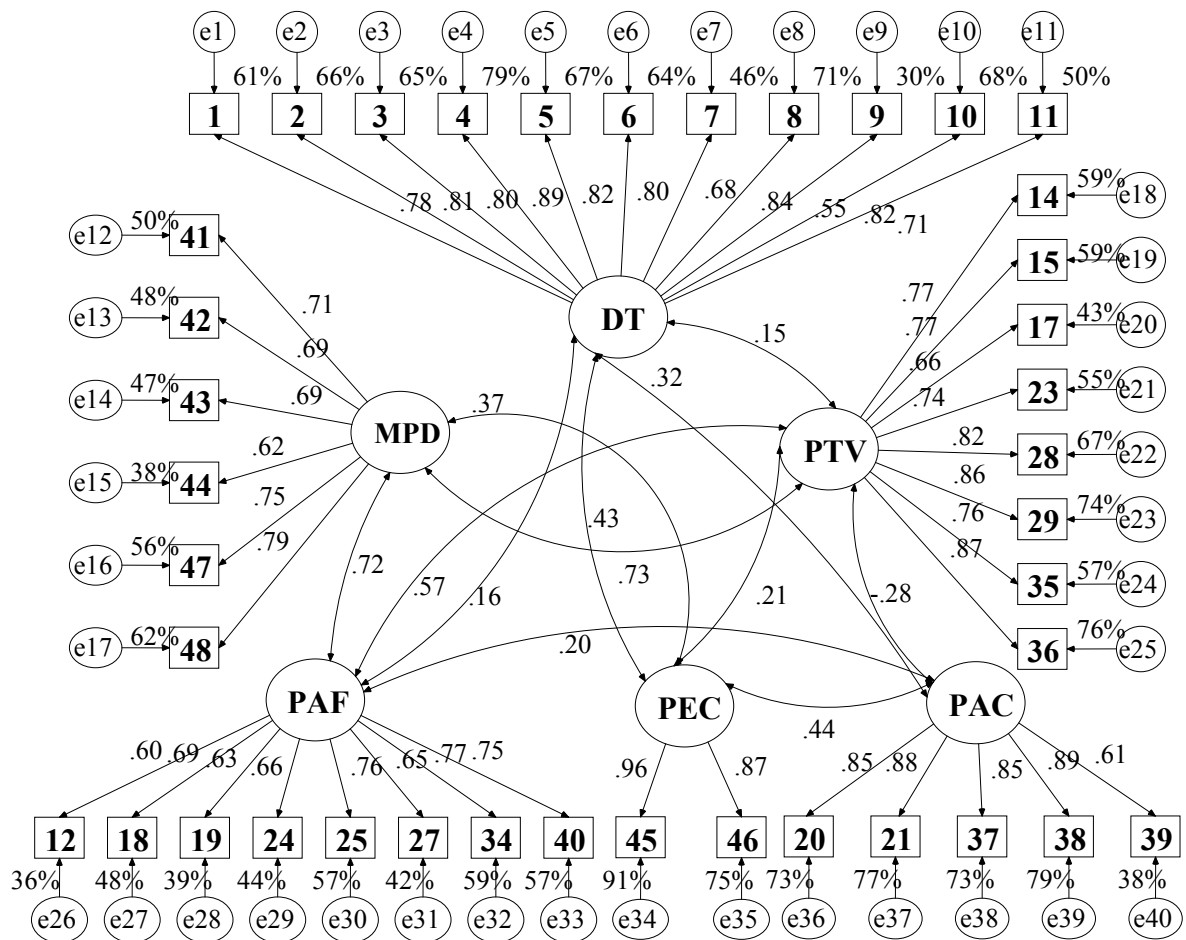 e1 e2 e3 e4 e5 e6 e7 e8 e9 e10 e11
61% 66% 65% 79% 67% 64% 46% 71% 30% 68% 50%
1 2 3 4 5 6 7 8 9 10 11
.78 .81 .80 .89 .82 .80 .68 .84 .55 .82 .71
e12 50% 41
e13 48% 42
e14 47% 43
e15 38% 44
e16 56% 47
e17 62% 48
.71
.69
.69
.62
.75
.79
14 59% e18
15 59% e19
17 43% e20
23 55% e21
28 67% e22
29 74% e23
35 57% e24
36 76% e25
.77
.77
.66
.74
.82
.86
.76
.87
DT
MPD
PTV
.15
.32
.37
.43
.72
.57
.16
.73
.21
-.28
.20
.44
PAF PEC PAC
.60 .69 .63 .66 .76 .65 .77 .75
.96 .87
.85 .88 .85 .89 .61
12 18 19 24 25 27 34 40 45 46 20 21 37 38 39
36% 48% 39% 44% 57% 42% 59% 57% 91% 75% 73% 77% 73% 79% 38%
e26 e27 e28 e29 e30 e31 e32 e33 e34 e35 e36 e37 e38 e39 e40